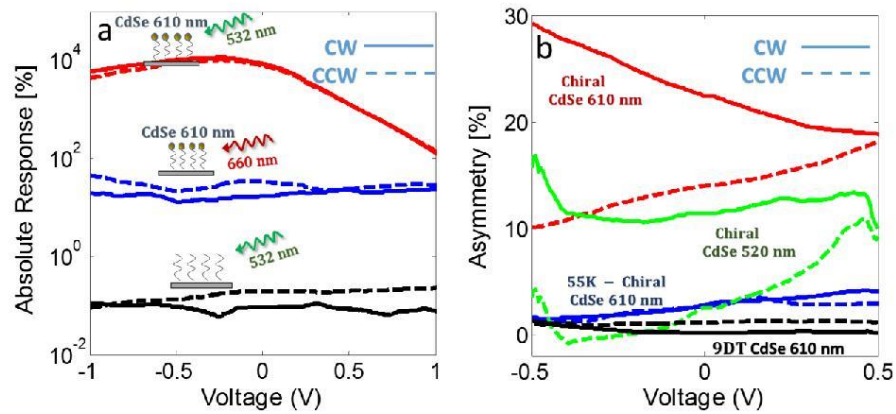 a
CdSe 610 nm
532 nm
CW
CCW
CdSe 610 nm
660 nm
532 nm
Absolute Response [%]
10^4
10^2
10^0
10^-2
-1
-0.5
0
0.5
1
Voltage (V)
b
CW
CCW
Chiral
CdSe 610 nm
Chiral
CdSe 520 nm
55K − Chiral
CdSe 610 nm
9DT CdSe 610 nm
Asymmetry [%]
30
20
10
0
-0.5
0
0.5
Voltage (V)